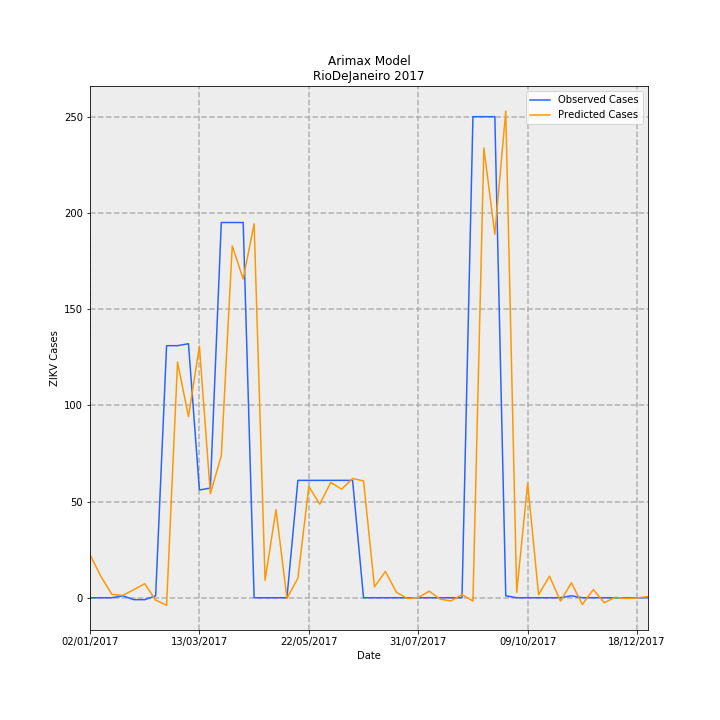 Arimax Model
RioDeJaneiro 2017
Observed Cases
Predicted Cases
250
200
150
100
50
0
ZIKV Cases
02/01/2017 13/03/2017 22/05/2017 31/07/2017 09/10/2017 18/12/2017
Date